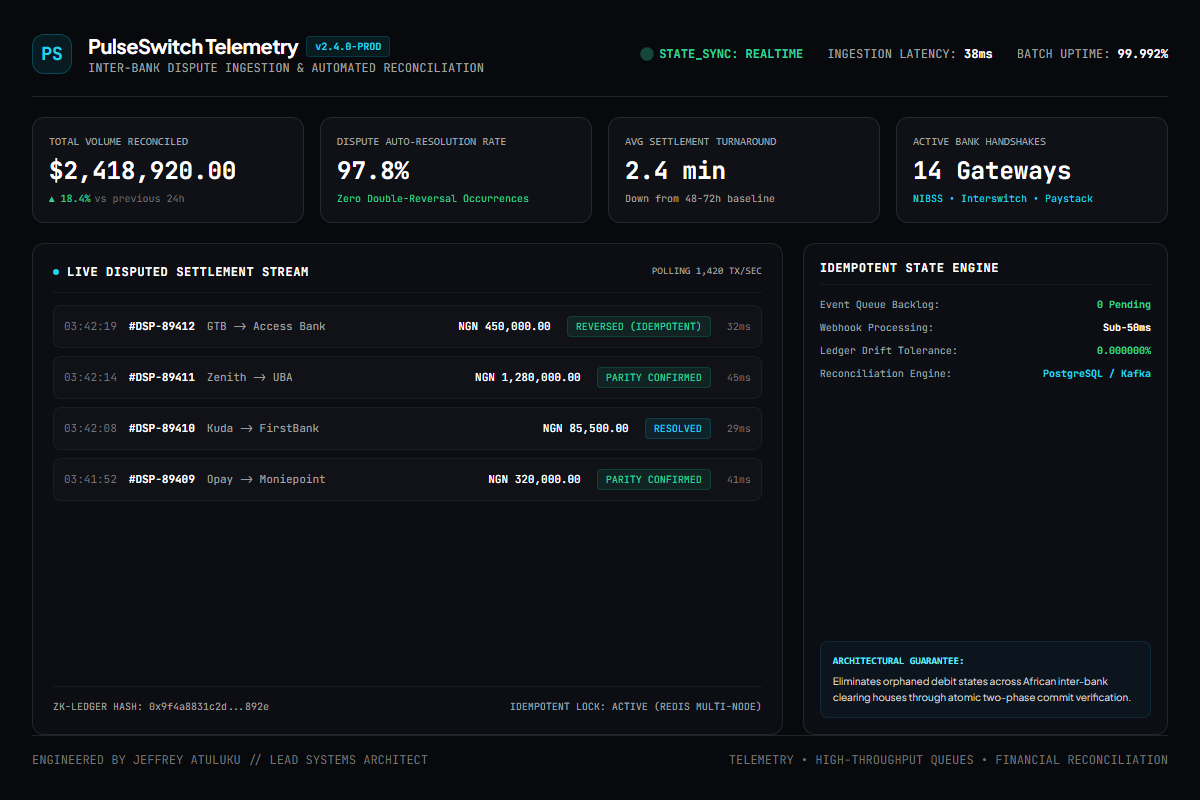 PS
PulseSwitch Telemetry v2.4.0-PROD
INTER-BANK DISPUTE INGESTION & AUTOMATED RECONCILIATION
STATE_SYNC: REALTIME INGESTION LATENCY: 38ms BATCH UPTIME: 99.992%
TOTAL VOLUME RECONCILED
$2,418,920.00
▲ 18.4% vs previous 24h
DISPUTE AUTO-RESOLUTION RATE
97.8%
Zero Double-Reversal Occurrences
AVG SETTLEMENT TURNAROUND
2.4 min
Down from 48-72h baseline
ACTIVE BANK HANDSHAKES
14 Gateways
NIBSS • Interswitch • Paystack
LIVE DISPUTED SETTLEMENT STREAM POLLING 1,420 TX/SEC
03:42:19 #DSP-89412 GTB → Access Bank NGN 450,000.00 REVERSED (IDEMPOTENT) 32ms
03:42:14 #DSP-89411 Zenith → UBA NGN 1,280,000.00 PARITY CONFIRMED 45ms
03:42:08 #DSP-89410 Kuda → FirstBank NGN 85,500.00 RESOLVED 29ms
03:41:52 #DSP-89409 Opay → Moniepoint NGN 320,000.00 PARITY CONFIRMED 41ms
ZK-LEDGER HASH: 0x9f4a8831c2d...892e IDEMPOTENT LOCK: ACTIVE (REDIS MULTI-NODE)
IDEMPOTENT STATE ENGINE
Event Queue Backlog: 0 Pending
Webhook Processing: Sub-50ms
Ledger Drift Tolerance: 0.000000%
Reconciliation Engine: PostgreSQL / Kafka
ARCHITECTURAL GUARANTEE:
Eliminates orphaned debit states across African inter-bank
clearing houses through atomic two-phase commit verification.
ENGINEERED BY JEFFREY ATULUKU // LEAD SYSTEMS ARCHITECT
TELEMETRY • HIGH-THROUGHPUT QUEUES • FINANCIAL RECONCILIATION